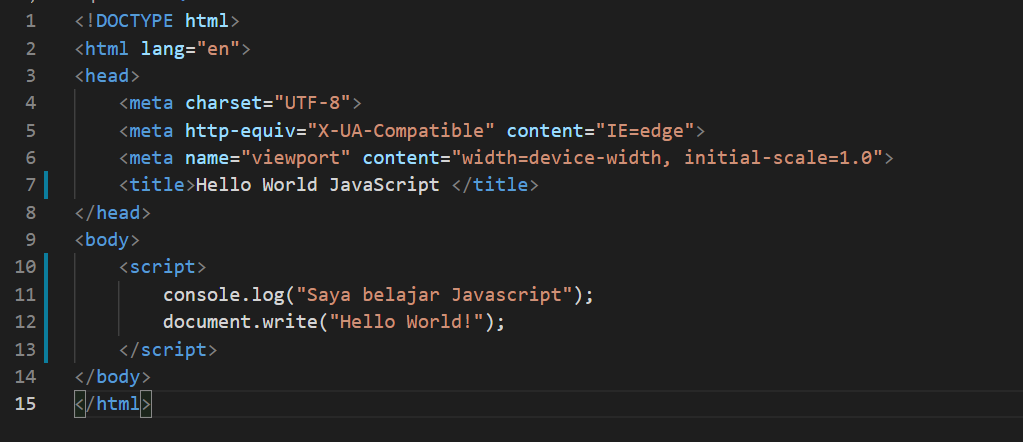 1 <!DOCTYPE html>
2 <html lang="en">
3 <head>
4     <meta charset="UTF-8">
5     <meta http-equiv="X-UA-Compatible" content="IE=edge">
6     <meta name="viewport" content="width=device-width, initial-scale=1.0">
7     <title>Hello World JavaScript </title>
8 </head>
9 <body>
10     <script>
11         console.log("Saya belajar Javascript");
12         document.write("Hello World!");
13     </script>
14 </body>
15 </html>